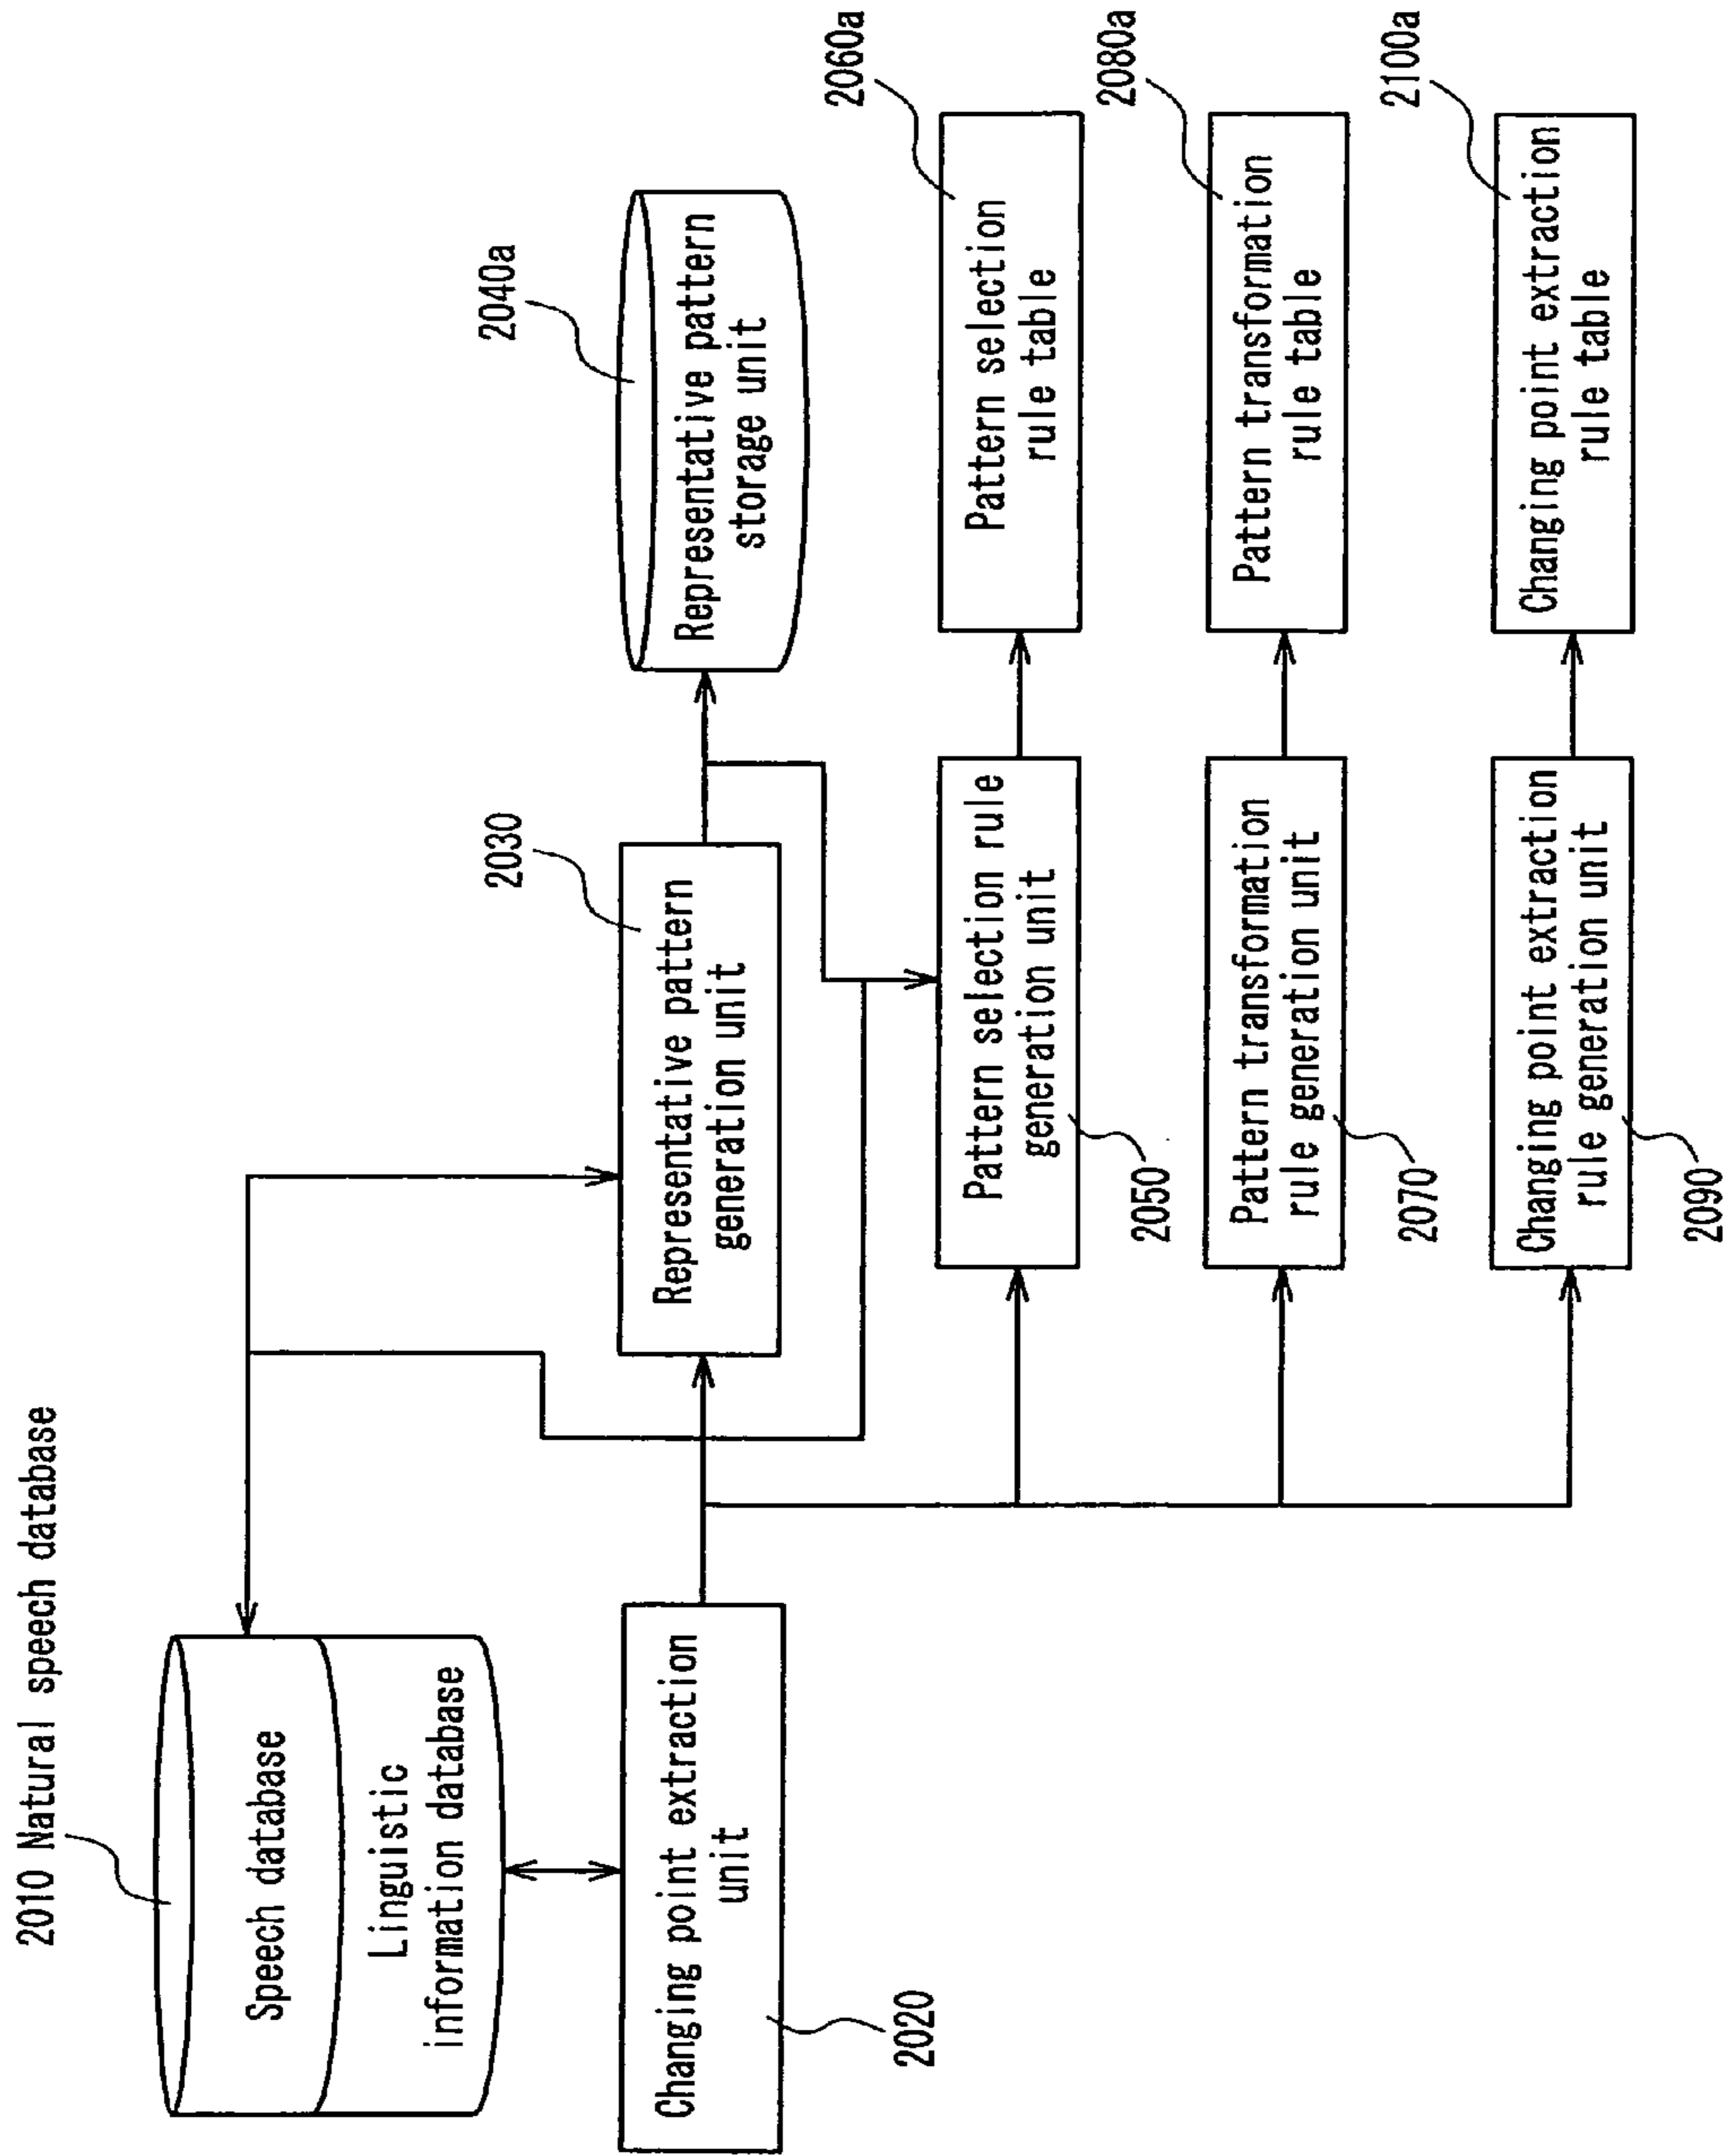 2010 Natural speech database
Speech database
Linguistic
information database
Changing point extraction
unit
2020
2030
Representative pattern
generation unit
2040a
Representative pattern
storage unit
Pattern selection rule
generation unit
2050
2060a
Pattern selection
rule table
Pattern transformation
rule generation unit
2070
2080a
Pattern transformation
rule table
Changing point extraction
rule generation unit
2090
2100a
Changing point extraction
rule table